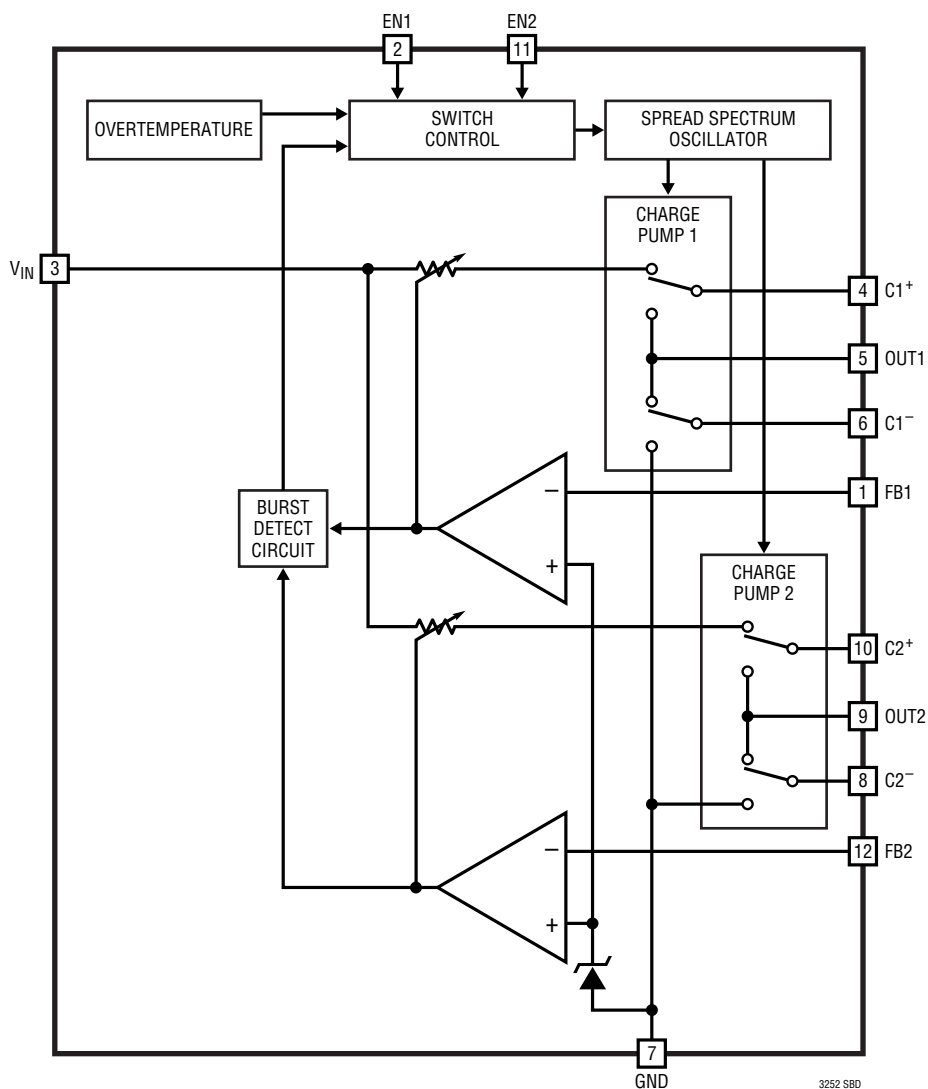 EN1 EN2
2 11
OVERTEMPERATURE
SWITCH
CONTROL
SPREAD SPECTRUM
OSCILLATOR
CHARGE
PUMP 1
VIN 3
4 C1+
5 OUT1
6 C1−
1 FB1
−
+
BURST
DETECT
CIRCUIT
CHARGE
PUMP 2
10 C2+
9 OUT2
8 C2−
12 FB2
−
+
7
GND
3252 SBD